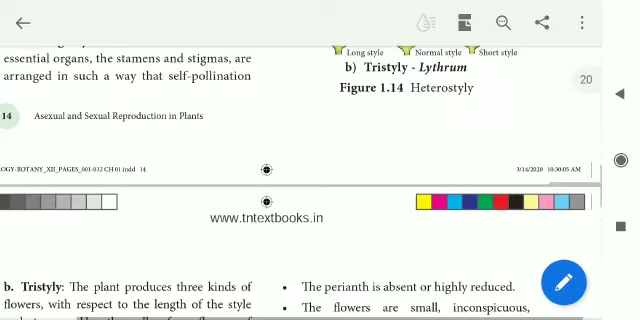 essential organs, the stamens and stigmas, are
arranged in such a way that self-pollination
Long style Normal style Short style
b) Tristyly - Lythrum
Figure 1.14 Heterostyly
20
14 Asexual and Sexual Reproduction in Plants
LOGY-BOTANY_XII_PAGES_001-032 CH 01.indd 14
3/14/2020 10:30:05 AM
www.tntextbooks.in
b. Tristyly: The plant produces three kinds of
flowers, with respect to the length of the style
• The perianth is absent or highly reduced.
• The flowers are small, inconspicuous,